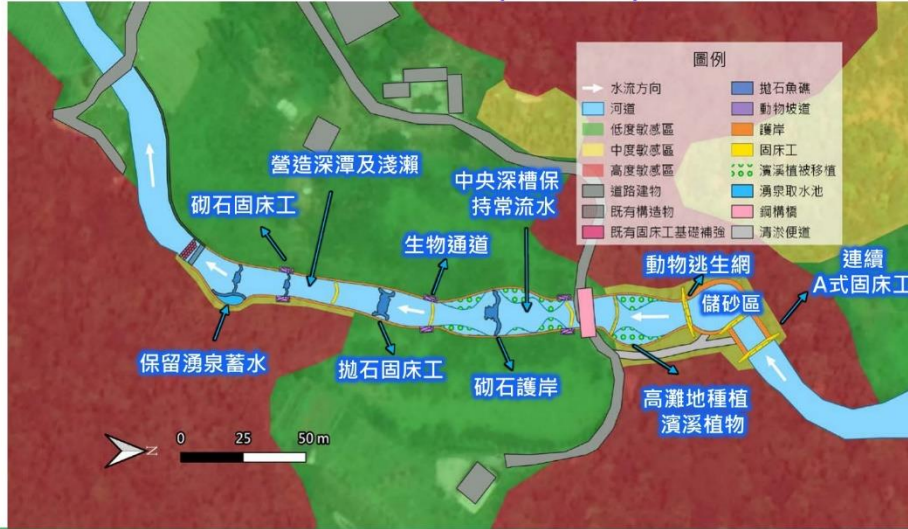 圖例
水流方向
河道
低度敏感區
中度敏感區
高度敏感區
道路建物
既有構造物
既有固床工基礎補強
拋石魚礁
動物坡道
護岸
固床工
濱溪植被移植
湧泉取水池
鋼構橋
清淤便道
營造深潭及淺瀨
中央深槽保
持常流水
砌石固床工
生物通道
動物逃生網
連續
A式固床工
儲砂區
保留湧泉蓄水
拋石固床工
砌石護岸
高灘地種植
濱溪植物
N
0 25 50 m